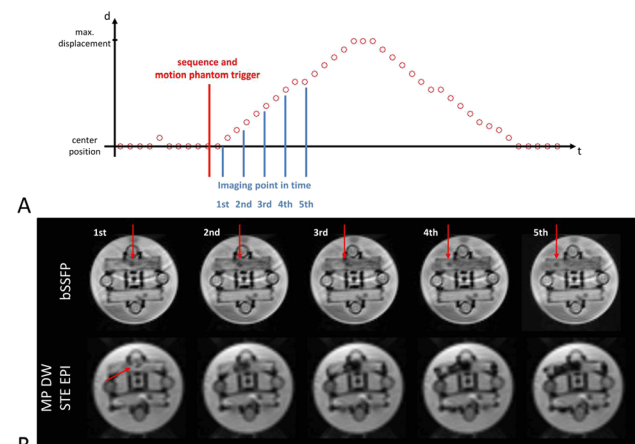 d
max.
displacement
sequence and
motion phantom trigger
center
position
t
Imaging point in time
1st 2nd 3rd 4th 5th
A
1st 2nd 3rd 4th 5th
bSSFP
MP DW
STE EPI
B